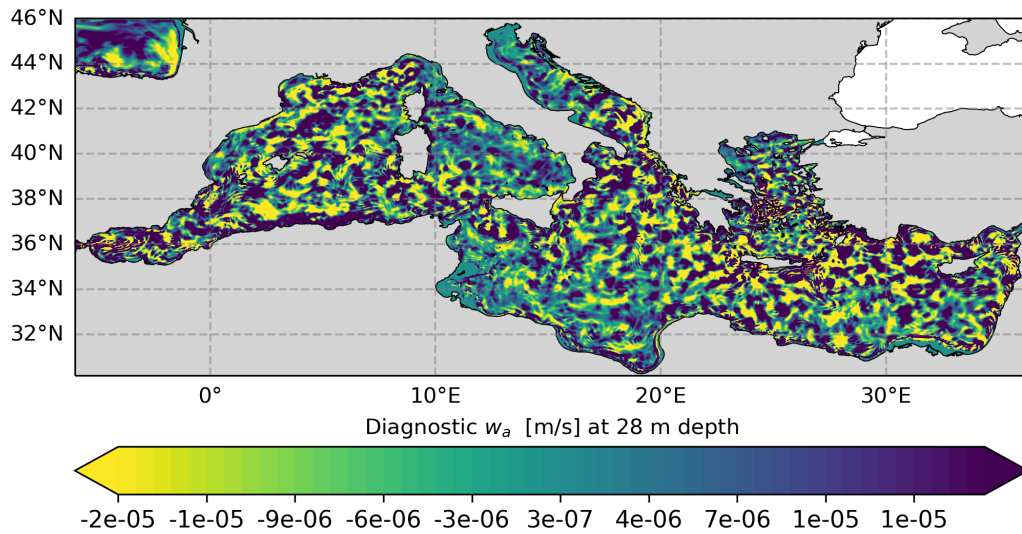 46°N
44°N
42°N
40°N
38°N
36°N
34°N
32°N
0° 10°E 20°E 30°E
Diagnostic wₐ [m/s] at 28 m depth
-2e-05 -1e-05 -9e-06 -6e-06 -3e-06 3e-07 4e-06 7e-06 1e-05 1e-05